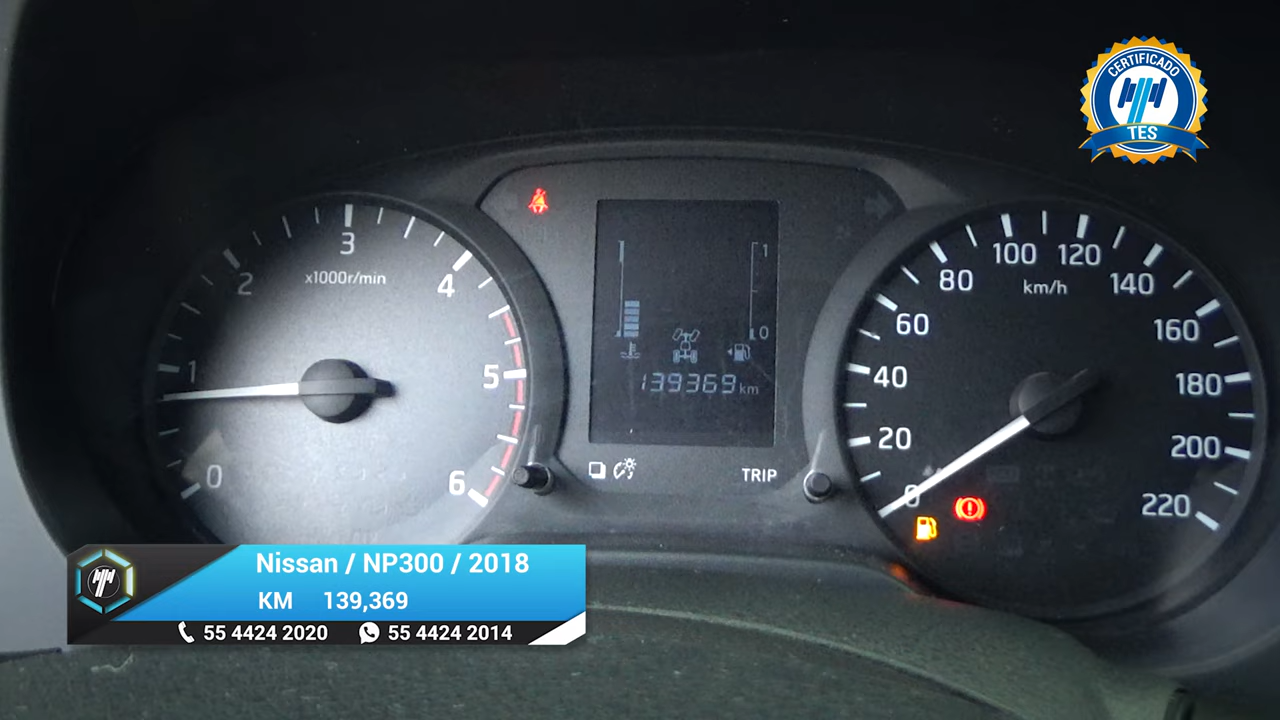 CERTIFICADO
TES
0
1
2
3
4
5
6
x1000r/min
1
0
139369 km
TRIP
0
20
40
60
80
100
120
140
160
180
200
220
km/h
Nissan / NP300 / 2018
KM 139,369
55 4424 2020 55 4424 2014